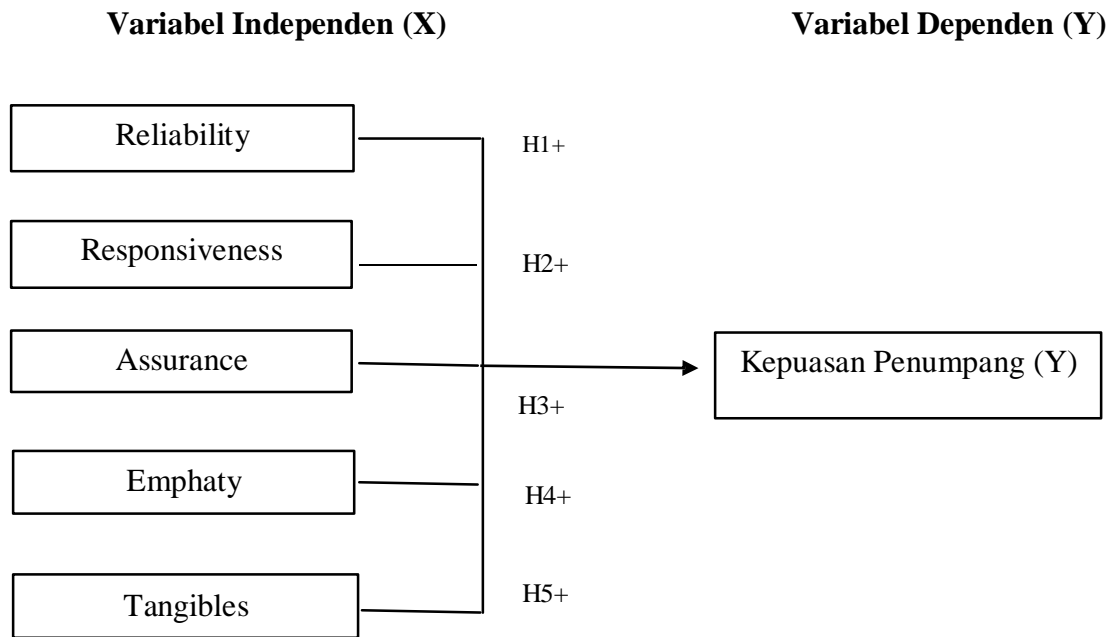 Variabel Independen (X)
Variabel Dependen (Y)
Reliability
H1+
Responsiveness
H2+
Assurance
Kepuasan Penumpang (Y)
H3+
Emphaty
H4+
Tangibles
H5+